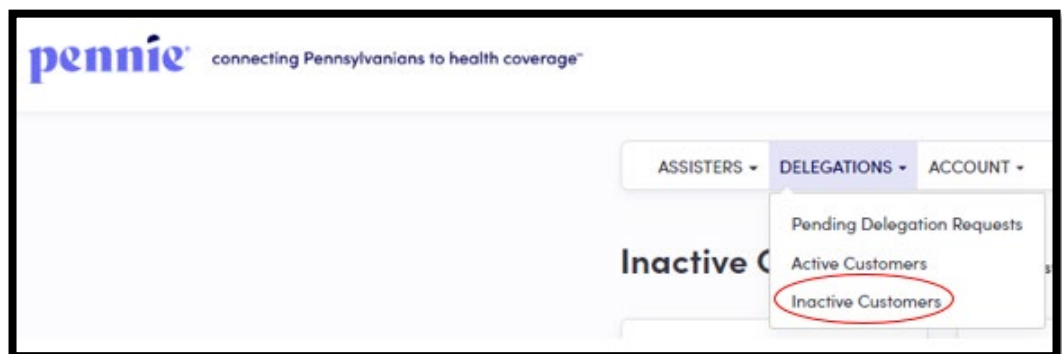 pennie connecting Pennsylvanians to health coverage™
ASSISTERS DELEGATIONS ACCOUNT
Pending Delegation Requests
Inactive
Active Customers
Inactive Customers